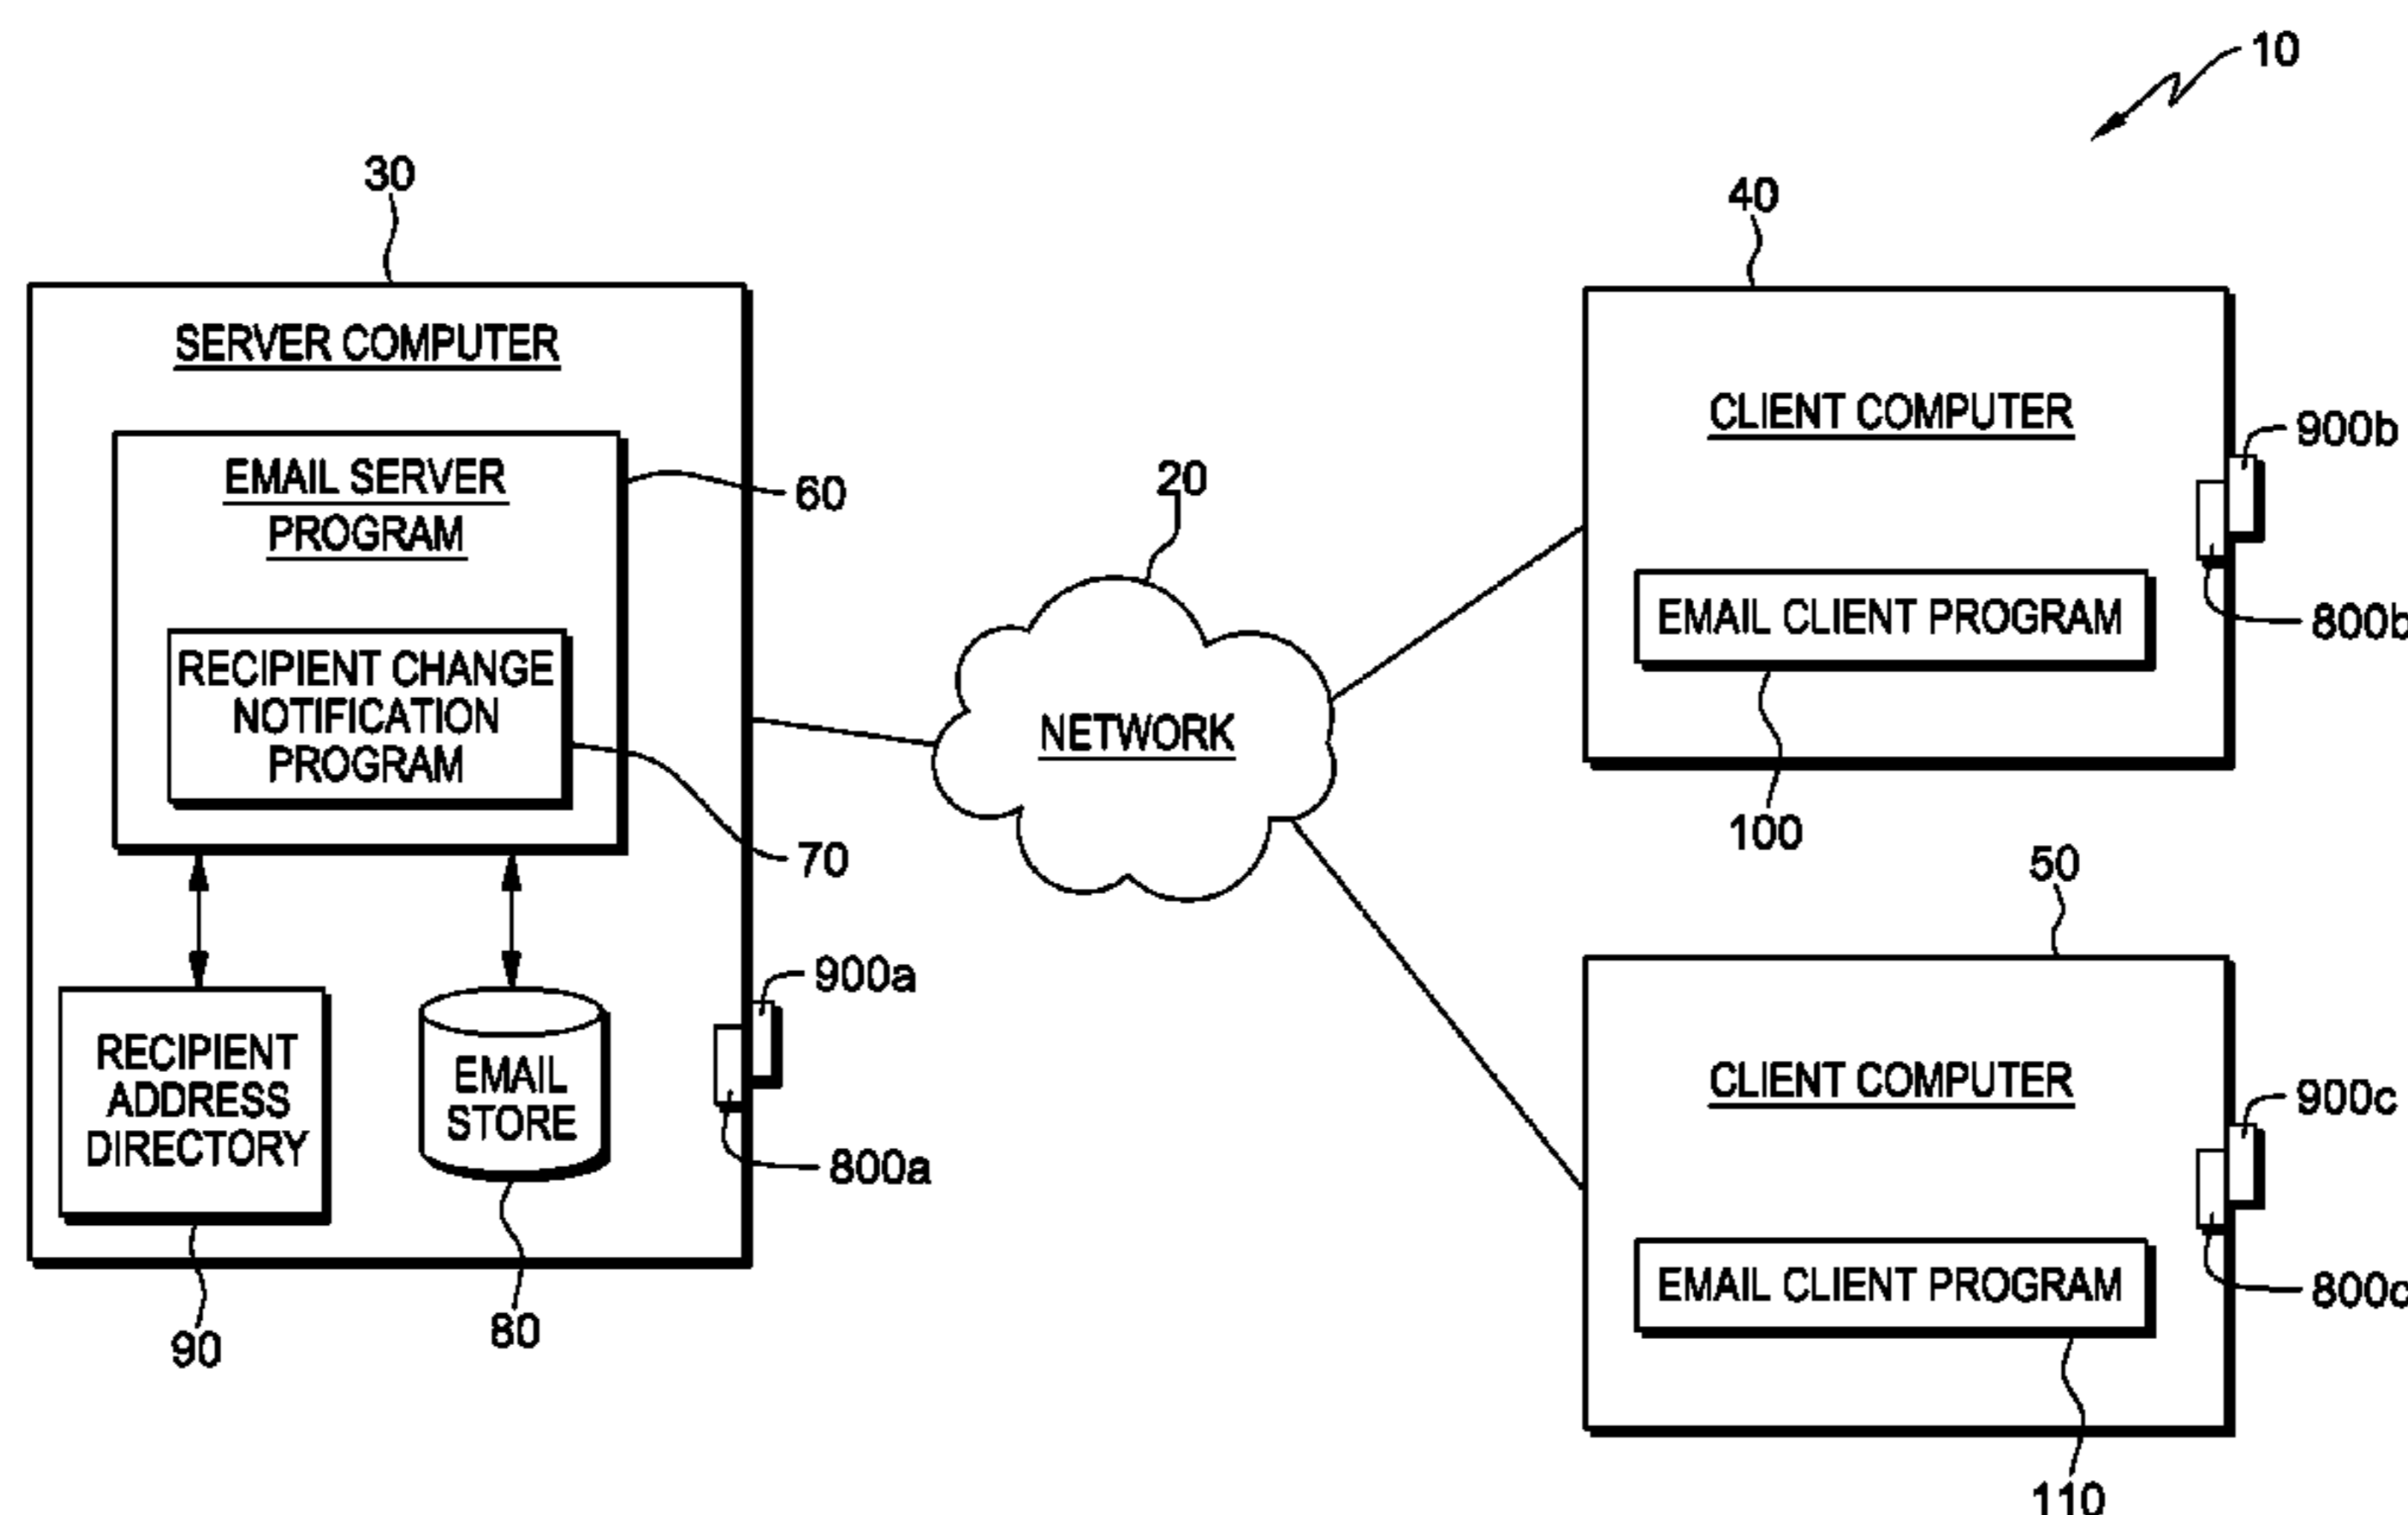 10
30
SERVER COMPUTER
EMAIL SERVER
PROGRAM
60
RECIPIENT CHANGE
NOTIFICATION
PROGRAM
70
RECIPIENT
ADDRESS
DIRECTORY
90
EMAIL
STORE
80
900a
800a
20
NETWORK
40
CLIENT COMPUTER
EMAIL CLIENT PROGRAM
100
900b
800b
50
CLIENT COMPUTER
EMAIL CLIENT PROGRAM
110
900c
800c